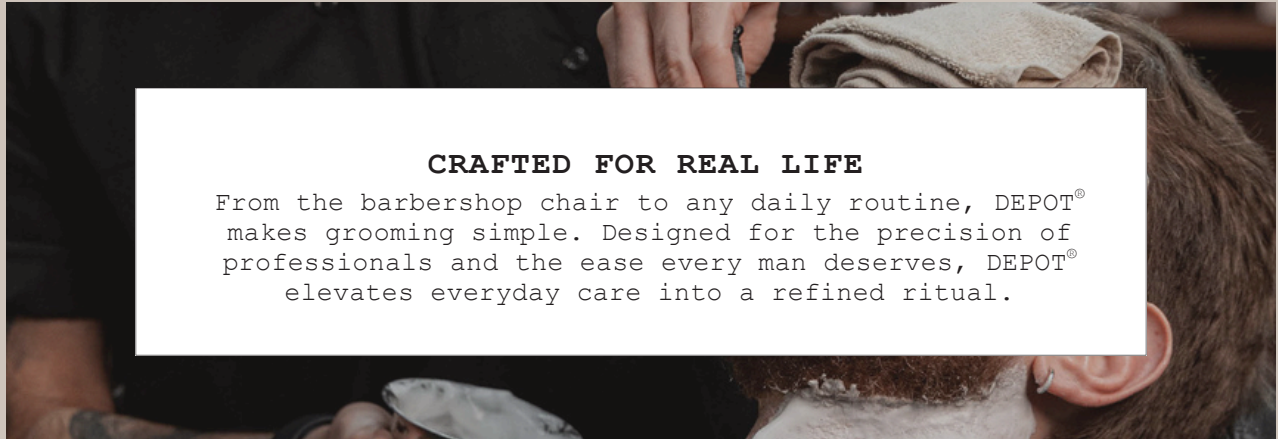 CRAFTED FOR REAL LIFE
From the barbershop chair to any daily routine, DEPOT®
makes grooming simple. Designed for the precision of
professionals and the ease every man deserves, DEPOT®
elevates everyday care into a refined ritual.